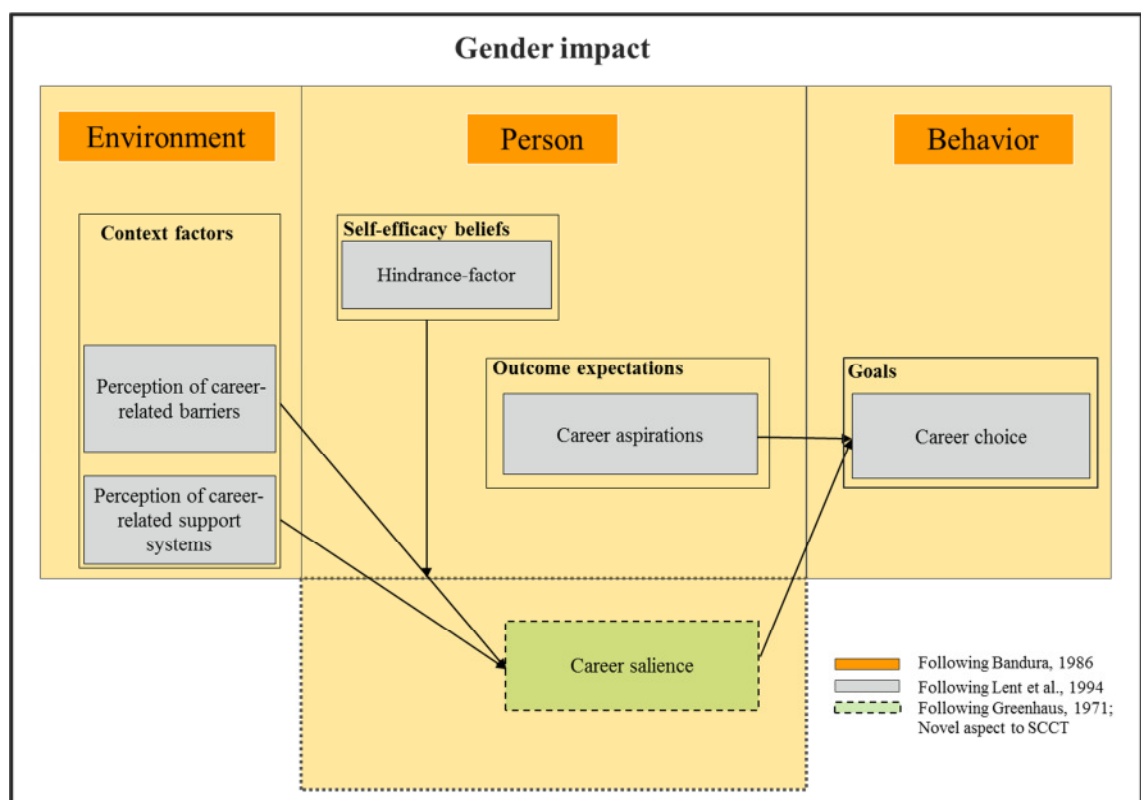 Gender impact
Environment
Person
Behavior
Context factors
Self-efficacy beliefs
Hindrance-factor
Perception of career-
related barriers
Outcome expectations
Career aspirations
Goals
Career choice
Perception of career-
related support
systems
Career salience
Following Bandura, 1986
Following Lent et al., 1994
Following Greenhaus, 1971;
Novel aspect to SCCT